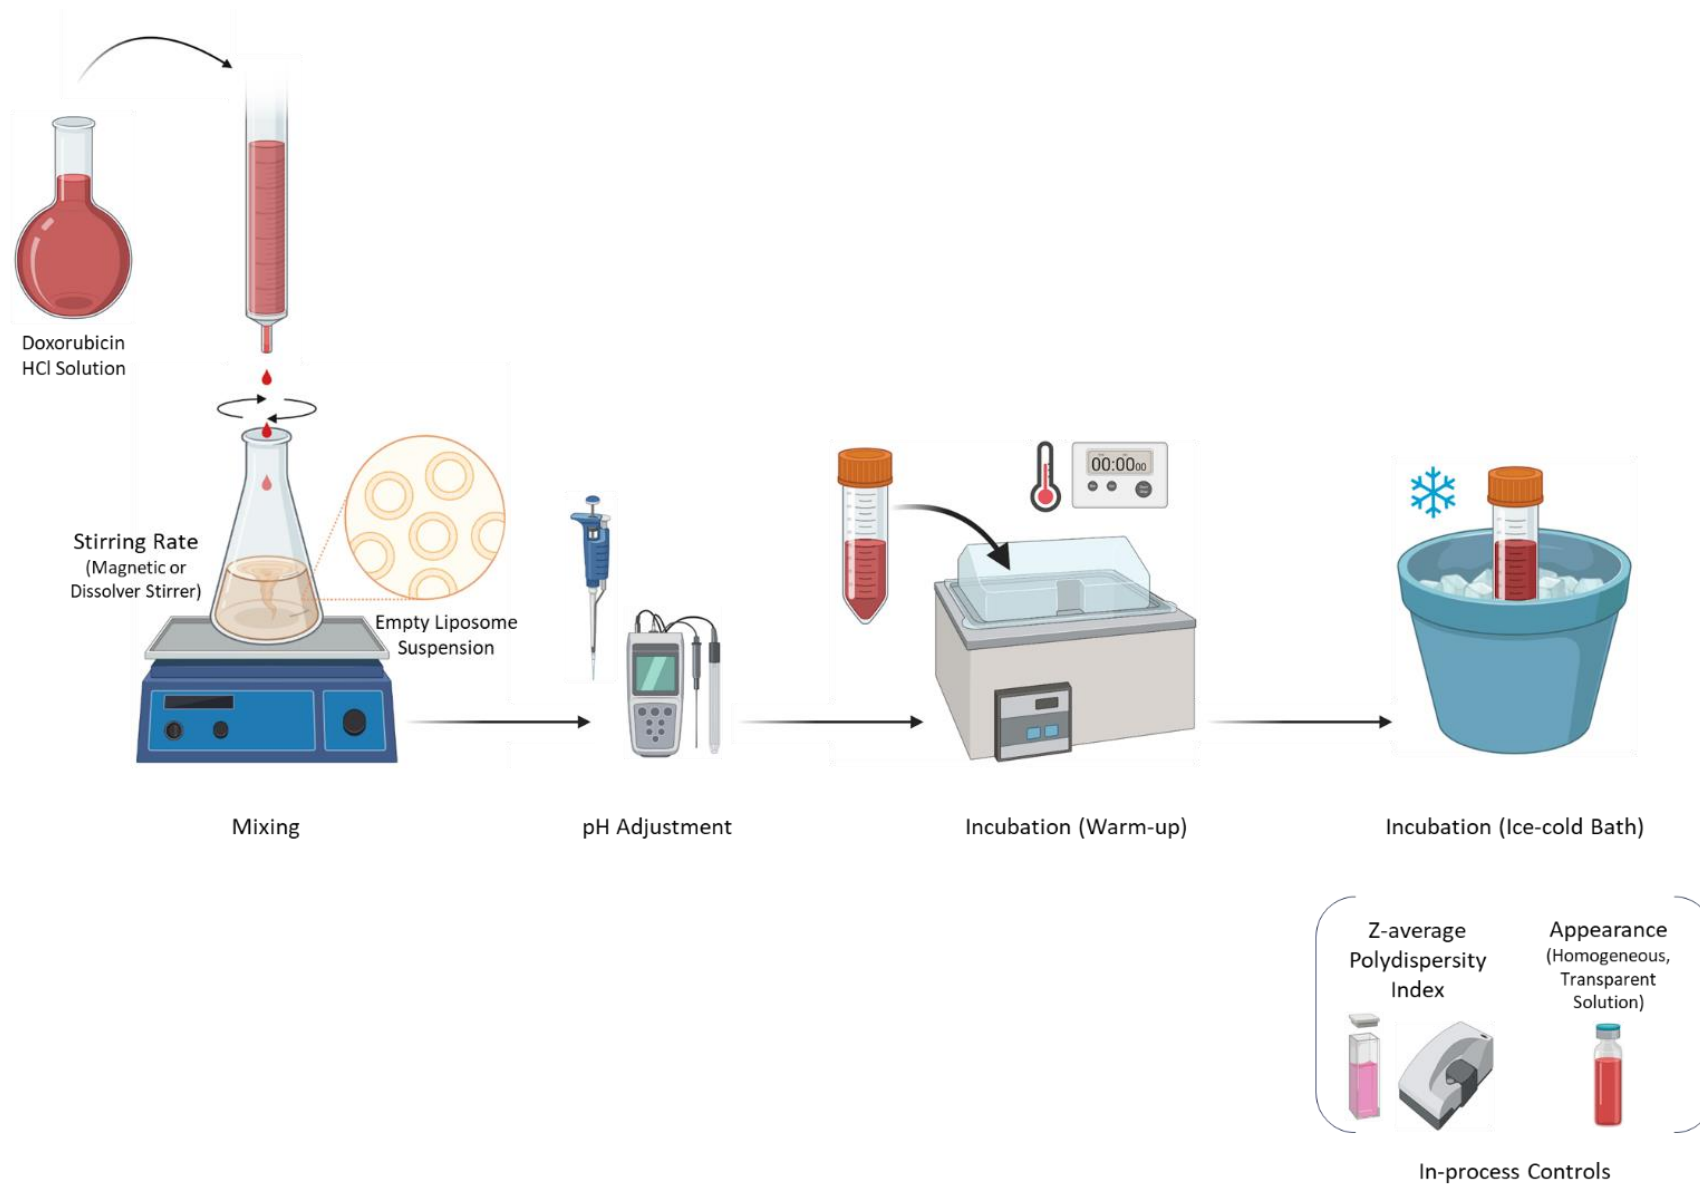 Doxorubicin
HCl Solution
Stirring Rate
(Magnetic or
Dissolver Stirrer)
Empty Liposome
Suspension
00:0000
Mixing
pH Adjustment
Incubation (Warm-up)
Incubation (Ice-cold Bath)
Z-average
Polydispersity
Index
Appearance
(Homogeneous,
Transparent
Solution)
In-process Controls